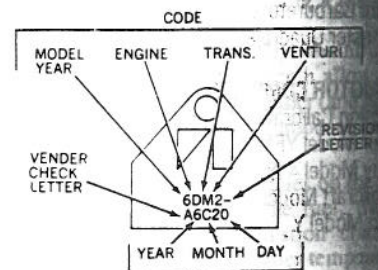 CODE
MODEL YEAR ENGINE TRANS. VENTURI
REVISION LETTER
VENDER CHECK LETTER
6DM2-
A6C20
YEAR MONTH DAY